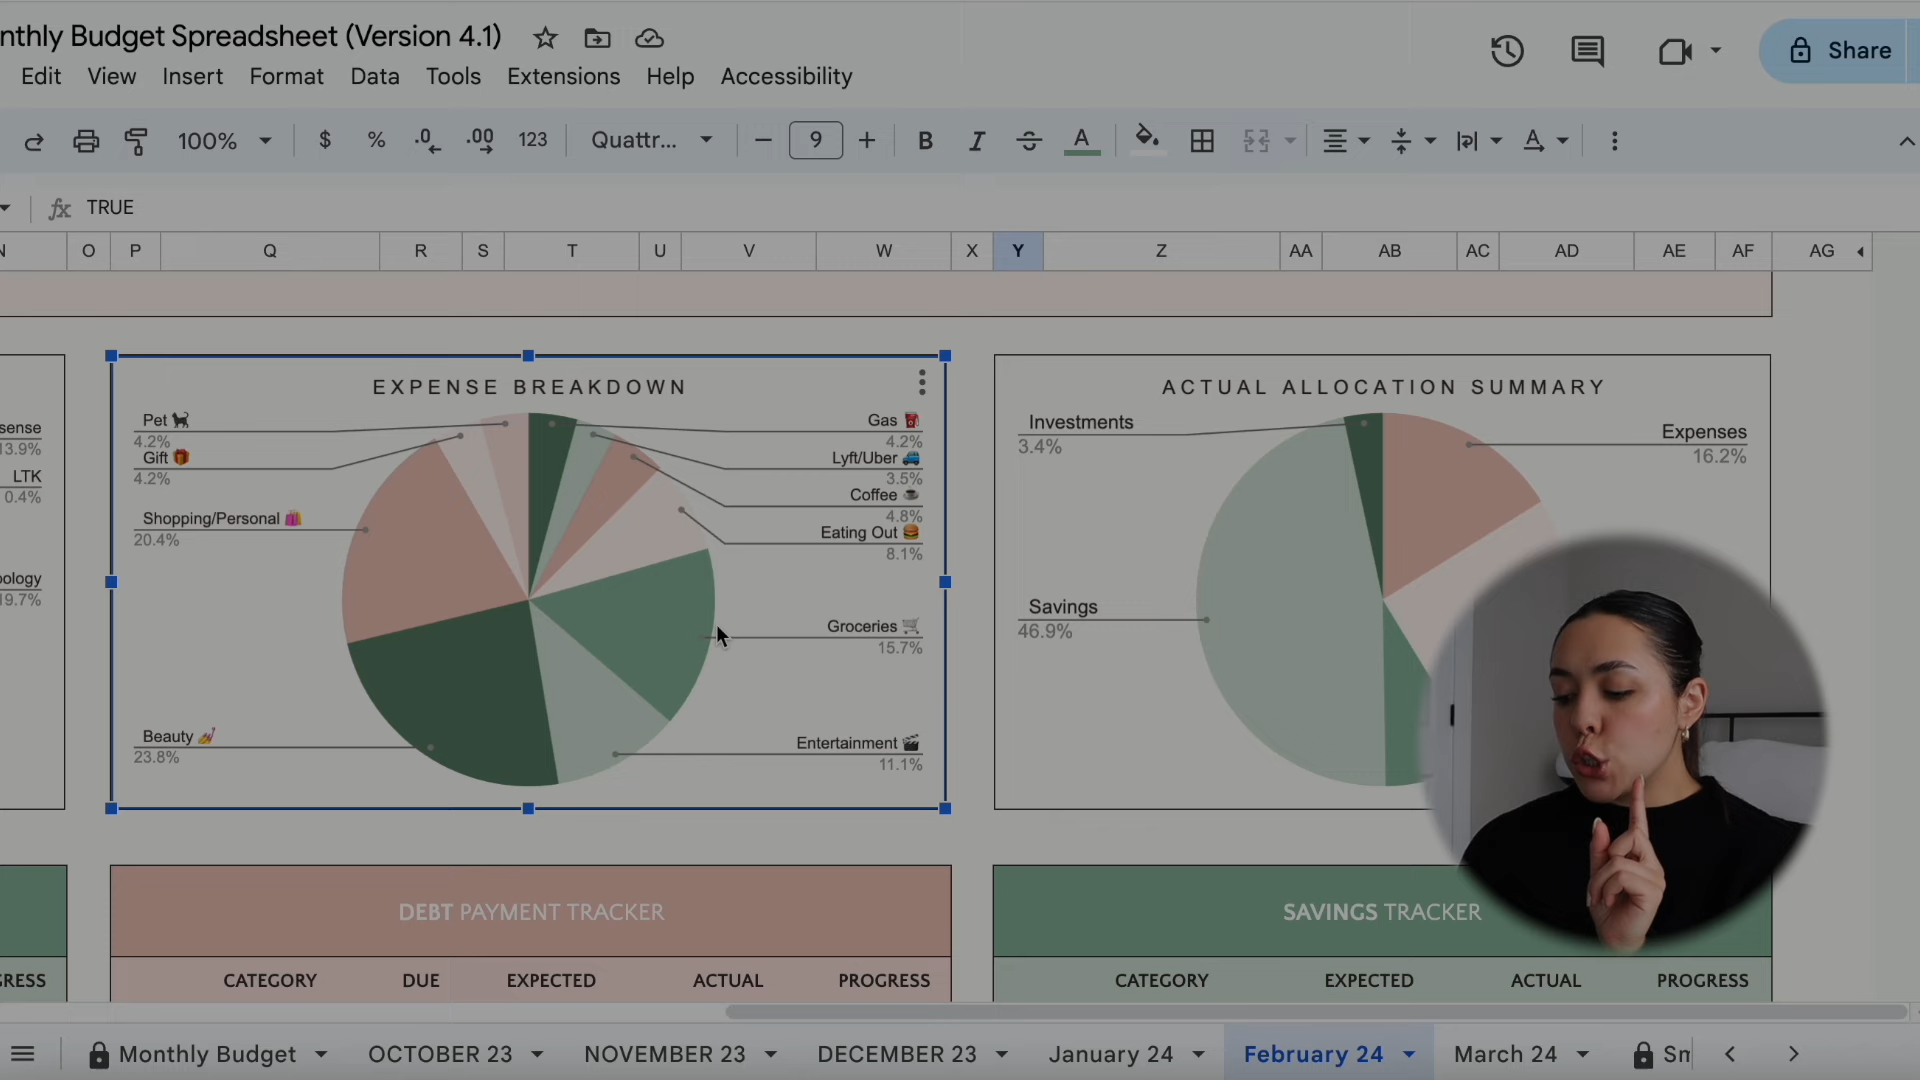 nthly Budget Spreadsheet (Version 4.1)
Share
Edit View Insert Format Data Tools Extensions Help Accessibility
100% $ % .0 .00 123 Quattr... 9 B I A A
fx TRUE
N O P Q R S T U V W X Y Z AA AB AC AD AE AF AG
sense
13.9%
LTK
0.4%
ology
19.7%
EXPENSE BREAKDOWN
Pet 🐈‍⬛
4.2%
Gift 🎁
4.2%
Shopping/Personal 🛍️
20.4%
Beauty 💅
23.8%
Gas ⛽
4.2%
Lyft/Uber 🚙
3.5%
Coffee ☕
4.8%
Eating Out 🍔
8.1%
Groceries 🛒
15.7%
Entertainment 🎬
11.1%
ACTUAL ALLOCATION SUMMARY
Investments
3.4%
Savings
46.9%
Expenses
16.2%
DEBT PAYMENT TRACKER
SAVINGS TRACKER
GRESS
CATEGORY DUE EXPECTED ACTUAL PROGRESS
CATEGORY EXPECTED ACTUAL PROGRESS
Monthly Budget OCTOBER 23 NOVEMBER 23 DECEMBER 23 January 24 February 24 March 24 Sm